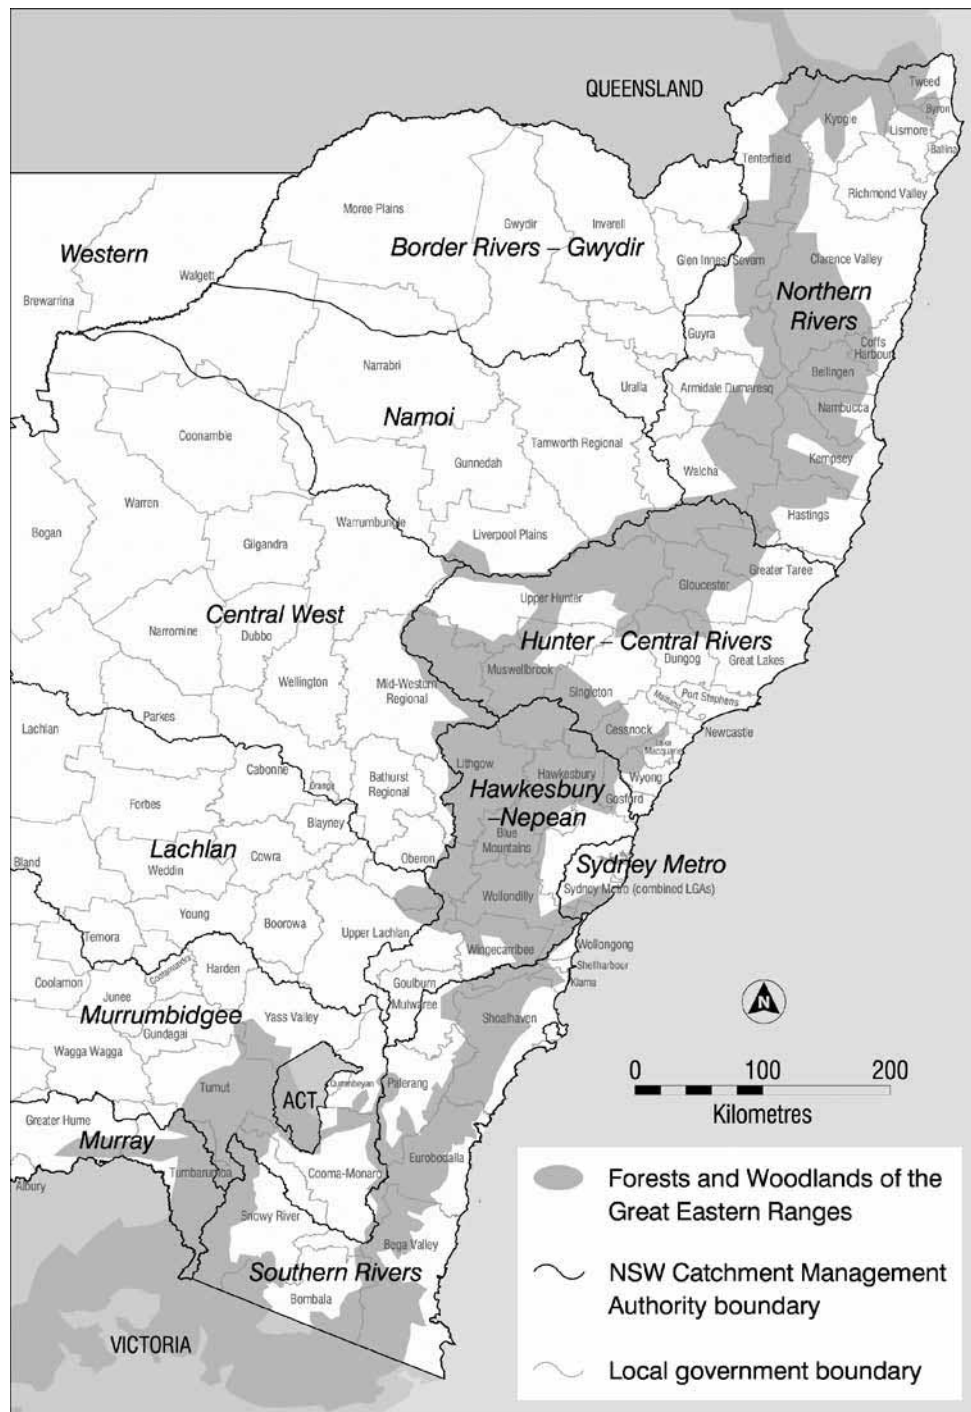 QUEENSLAND
Tweed
Byron
Kyogle
Lismore
Ballina
Tenterfield
Richmond Valley
Moree Plains
Gwydir
Inverell
Border Rivers – Gwydir
Western
Walgett
Brewarrina
Glen Innes Severn
Clarence Valley
Northern
Rivers
Guyra
Coffs
Harbour
Bellingen
Narrabri
Uralla
Armidale Dumaresq
Nambucca
Namoi
Coonamble
Tamworth Regional
Gunnedah
Walcha
Kempsey
Warren
Warrumbungle
Hastings
Bogan
Gilgandra
Liverpool Plains
Greater Taree
Gloucester
Upper Hunter
Central West
Narromine
Dubbo
Hunter – Central Rivers
Dungog
Great Lakes
Muswellbrook
Wellington
Mid-Western
Regional
Singleton
Maitland
Port Stephens
Parkes
Lachlan
Cessnock
Newcastle
Lake
Macquarie
Cabonne
Lithgow
Hawkesbury
Wyong
Orange
Bathurst
Regional
Hawkesbury
–Nepean
Gosford
Forbes
Blayney
Blue
Mountains
Lachlan
Cowra
Oberon
Bland
Weddin
Sydney Metro
Sydney Metro (combined LGAs)
Wollondilly
Young
Boorowa
Upper Lachlan
Temora
Wingecarribee
Wollongong
Shellharbour
Kiama
Coolamon
Cootamundra
Harden
Goulburn
Mulwaree
Junee
Murrumbidgee
Gundagai
Yass Valley
Shoalhaven
N
Wagga Wagga
Tumut
ACT
Queanbeyan
Palerang
0 100 200
Kilometres
Greater Hume
Murray
Albury
Tumbarumba
Cooma-Monaro
Eurobodalla
Snowy River
Bega Valley
Southern Rivers
Bombala
VICTORIA
Forests and Woodlands of the
Great Eastern Ranges
NSW Catchment Management
Authority boundary
Local government boundary